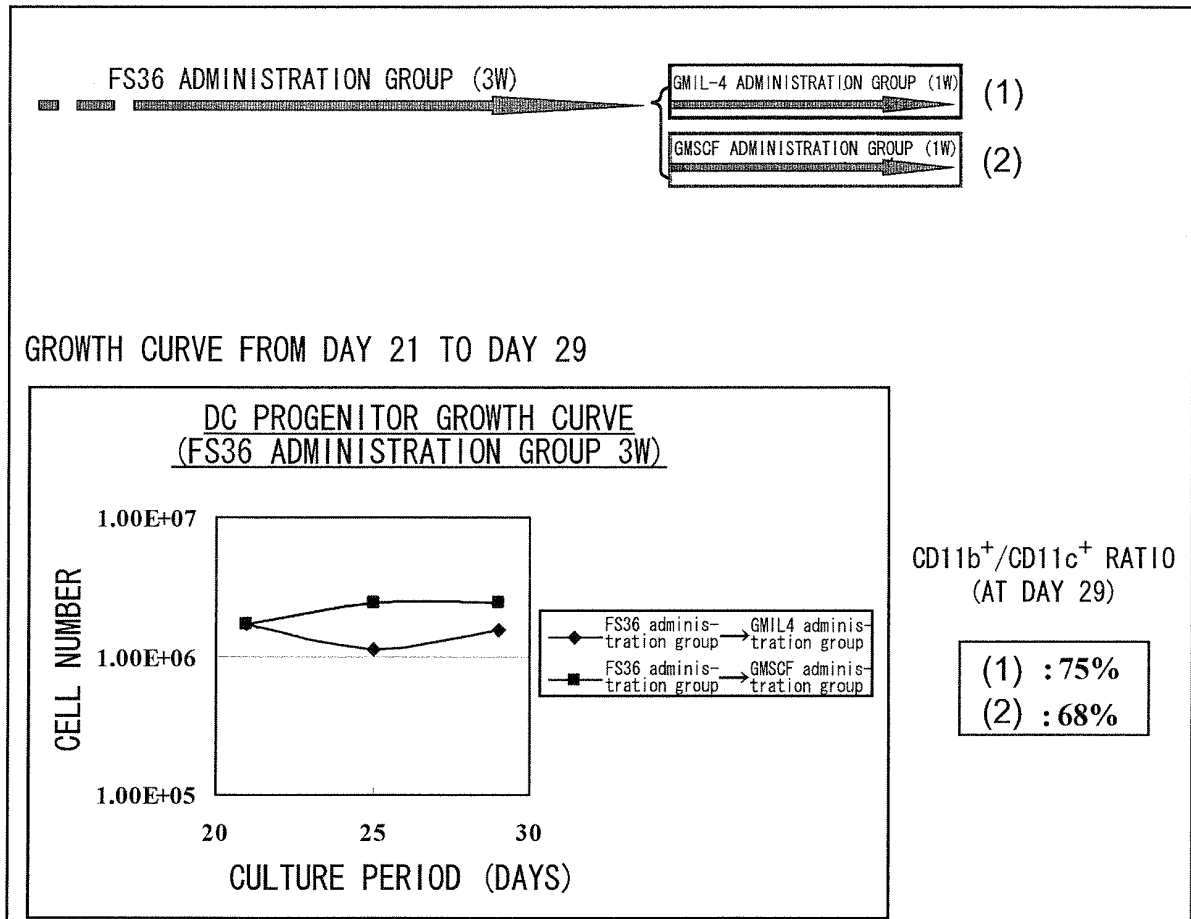 FS36 ADMINISTRATION GROUP (3W)
GMIL-4 ADMINISTRATION GROUP (1W)
(1)
GMSCF ADMINISTRATION GROUP (1W)
(2)
GROWTH CURVE FROM DAY 21 TO DAY 29
DC PROGENITOR GROWTH CURVE
(FS36 ADMINISTRATION GROUP 3W)
1.00E+07
1.00E+06
1.00E+05
CELL NUMBER
20 25 30
CULTURE PERIOD (DAYS)
FS36 adminis- GMIL4 adminis-
tration group → tration group
FS36 adminis- GMSCF adminis-
tration group → tration group
CD11b⁺/CD11c⁺ RATIO
(AT DAY 29)
(1) : 75%
(2) : 68%